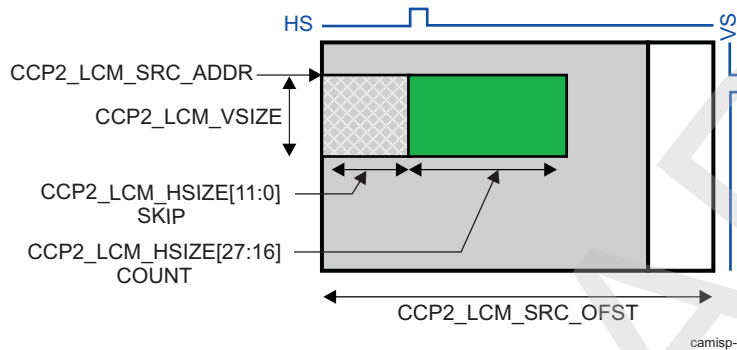 HS
VS
CCP2_LCM_SRC_ADDR
CCP2_LCM_VSIZE
CCP2_LCM_HSIZE[11:0]
SKIP
CCP2_LCM_HSIZE[27:16]
COUNT
CCP2_LCM_SRC_OFST
camisp-